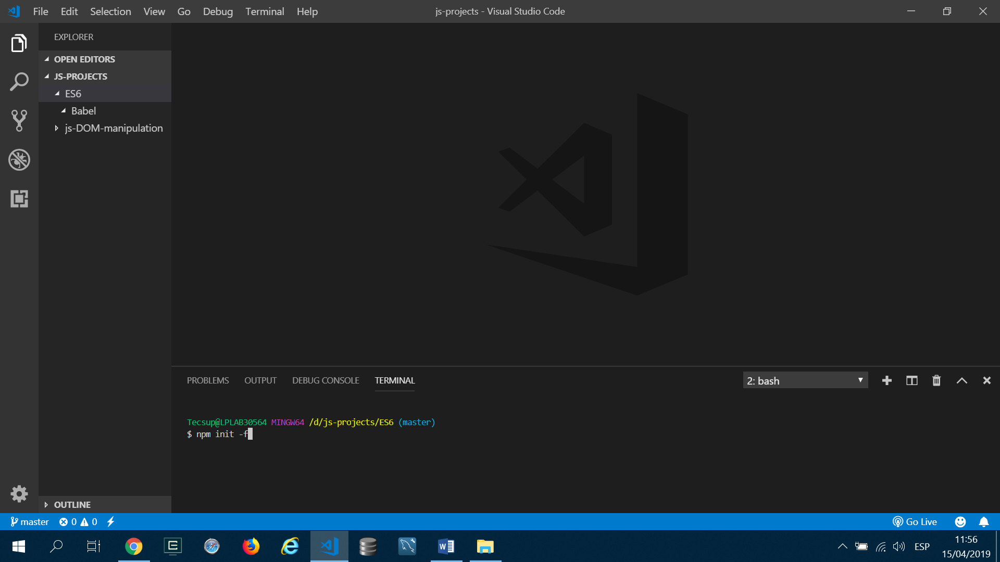 File Edit Selection View Go Debug Terminal Help
js-projects - Visual Studio Code
EXPLORER
OPEN EDITORS
JS-PROJECTS
ES6
Babel
js-DOM-manipulation
PROBLEMS OUTPUT DEBUG CONSOLE TERMINAL
2: bash
Tecsup@LPLAB30564 MINGW64 /d/js-projects/ES6 (master)
$ npm init -f
OUTLINE
master 0 0
Go Live
ESP
11:56
15/04/2019